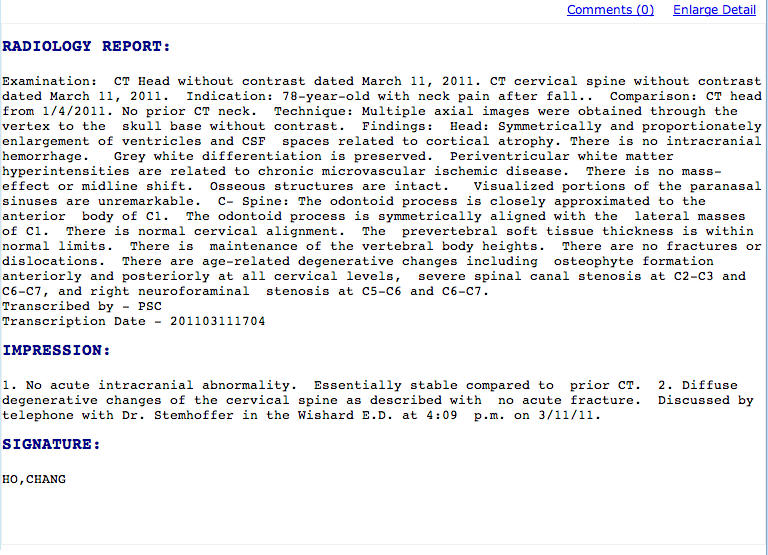 Comments (0) Enlarge Detail
RADIOLOGY REPORT:
Examination:  CT Head without contrast dated March 11, 2011. CT cervical spine without contrast
dated March 11, 2011.  Indication: 78-year-old with neck pain after fall..  Comparison: CT head
from 1/4/2011. No prior CT neck.  Technique: Multiple axial images were obtained through the
vertex to the  skull base without contrast.  Findings:  Head: Symmetrically and proportionately
enlargement of ventricles and CSF  spaces related to cortical atrophy. There is no intracranial
hemorrhage.   Grey white differentiation is preserved.  Periventricular white matter
hyperintensities are related to chronic microvascular ischemic disease.  There is no mass-
effect or midline shift.  Osseous structures are intact.   Visualized portions of the paranasal
sinuses are unremarkable.  C- Spine: The odontoid process is closely approximated to the
anterior  body of C1.  The odontoid process is symmetrically aligned with the  lateral masses
of C1.  There is normal cervical alignment.  The  prevertebral soft tissue thickness is within
normal limits.  There is  maintenance of the vertebral body heights.  There are no fractures or
dislocations.  There are age-related degenerative changes including  osteophyte formation
anteriorly and posteriorly at all cervical levels,  severe spinal canal stenosis at C2-C3 and
C6-C7, and right neuroforaminal  stenosis at C5-C6 and C6-C7.
Transcribed by - PSC
Transcription Date - 201103111704
IMPRESSION:
1. No acute intracranial abnormality.  Essentially stable compared to  prior CT.  2. Diffuse
degenerative changes of the cervical spine as described with  no acute fracture.  Discussed by
telephone with Dr. Stemhoffer in the Wishard E.D. at 4:09  p.m. on 3/11/11.
SIGNATURE:
HO,CHANG